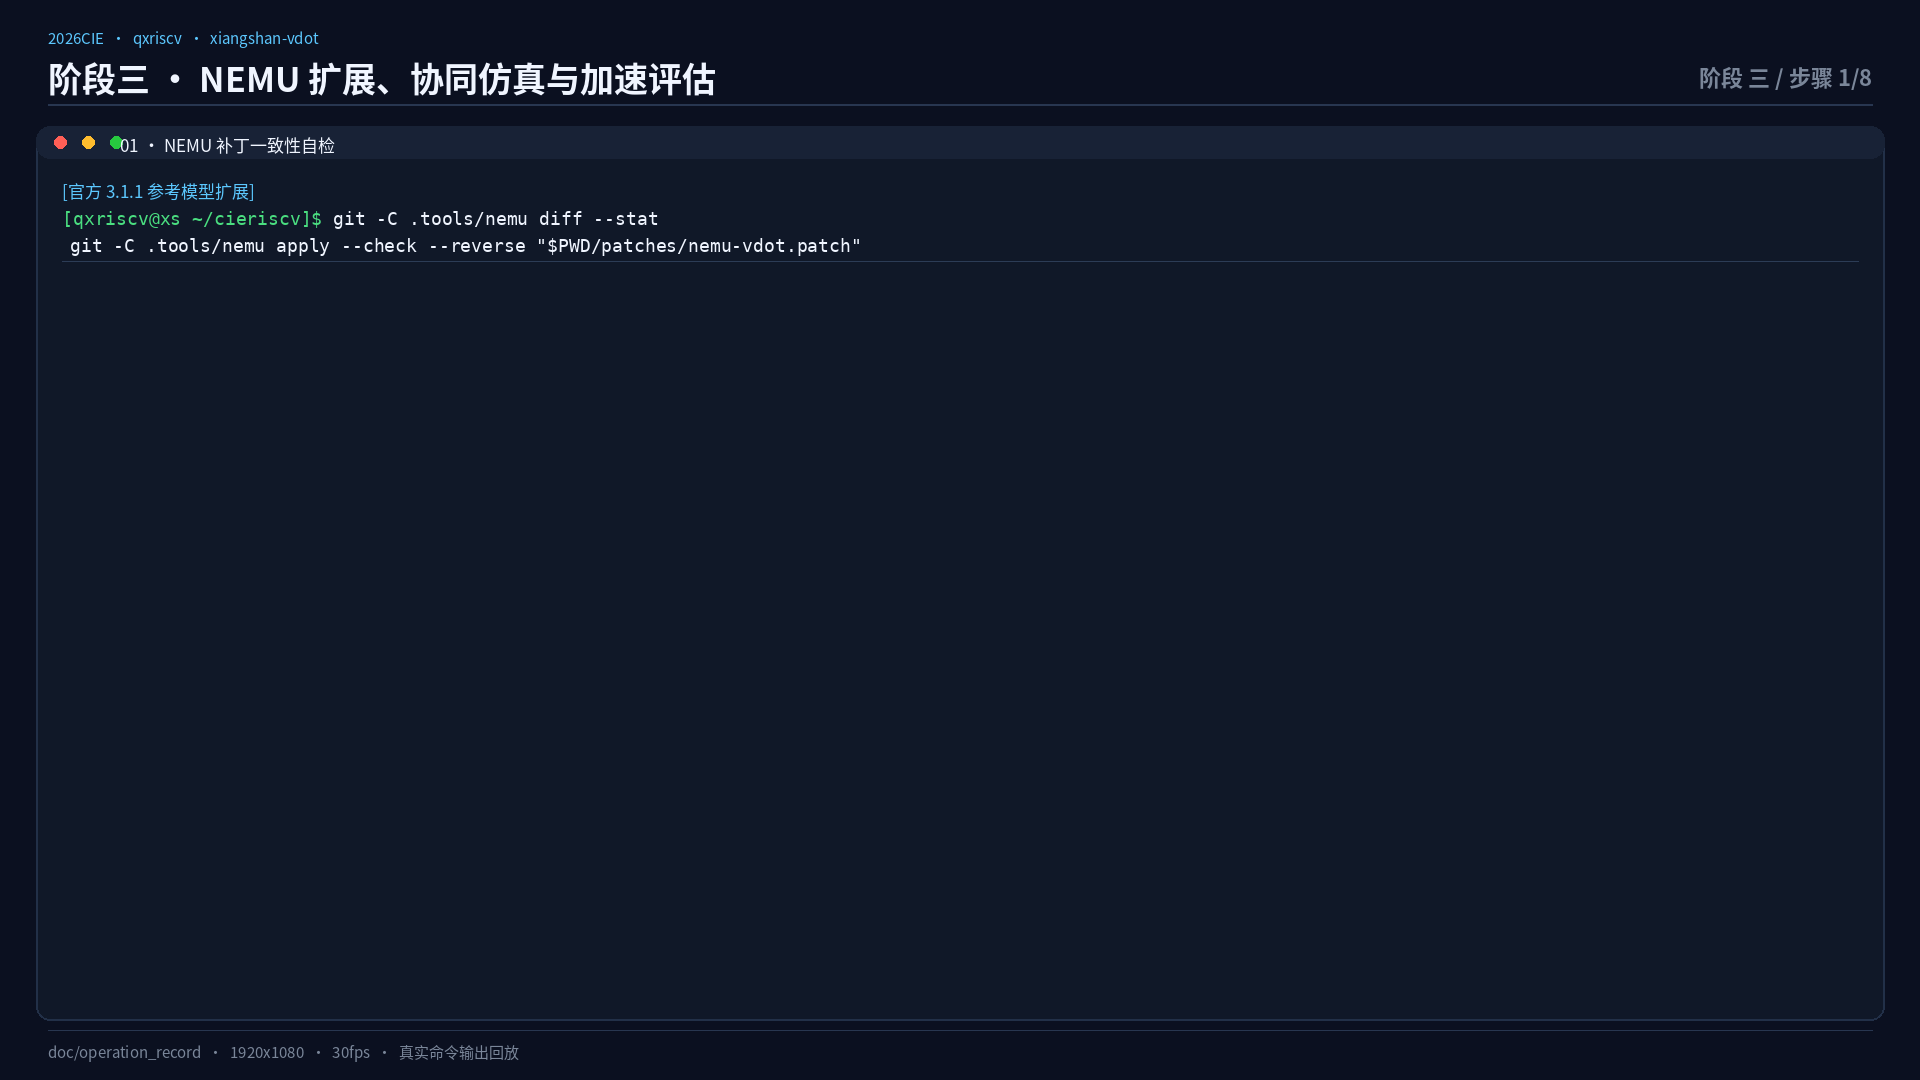 2026CIE • qxriscv • xiangshan-vdot
阶段三 • NEMU 扩展、协同仿真与加速评估
阶段 三 / 步骤 1/8
01 • NEMU 补丁一致性自检
[官方 3.1.1 参考模型扩展]
[qxriscv@xs ~/cieriscv]$ git -C .tools/nemu diff --stat
git -C .tools/nemu apply --check --reverse "$PWD/patches/nemu-vdot.patch"
doc/operation_record • 1920x1080 • 30fps • 真实命令输出回放